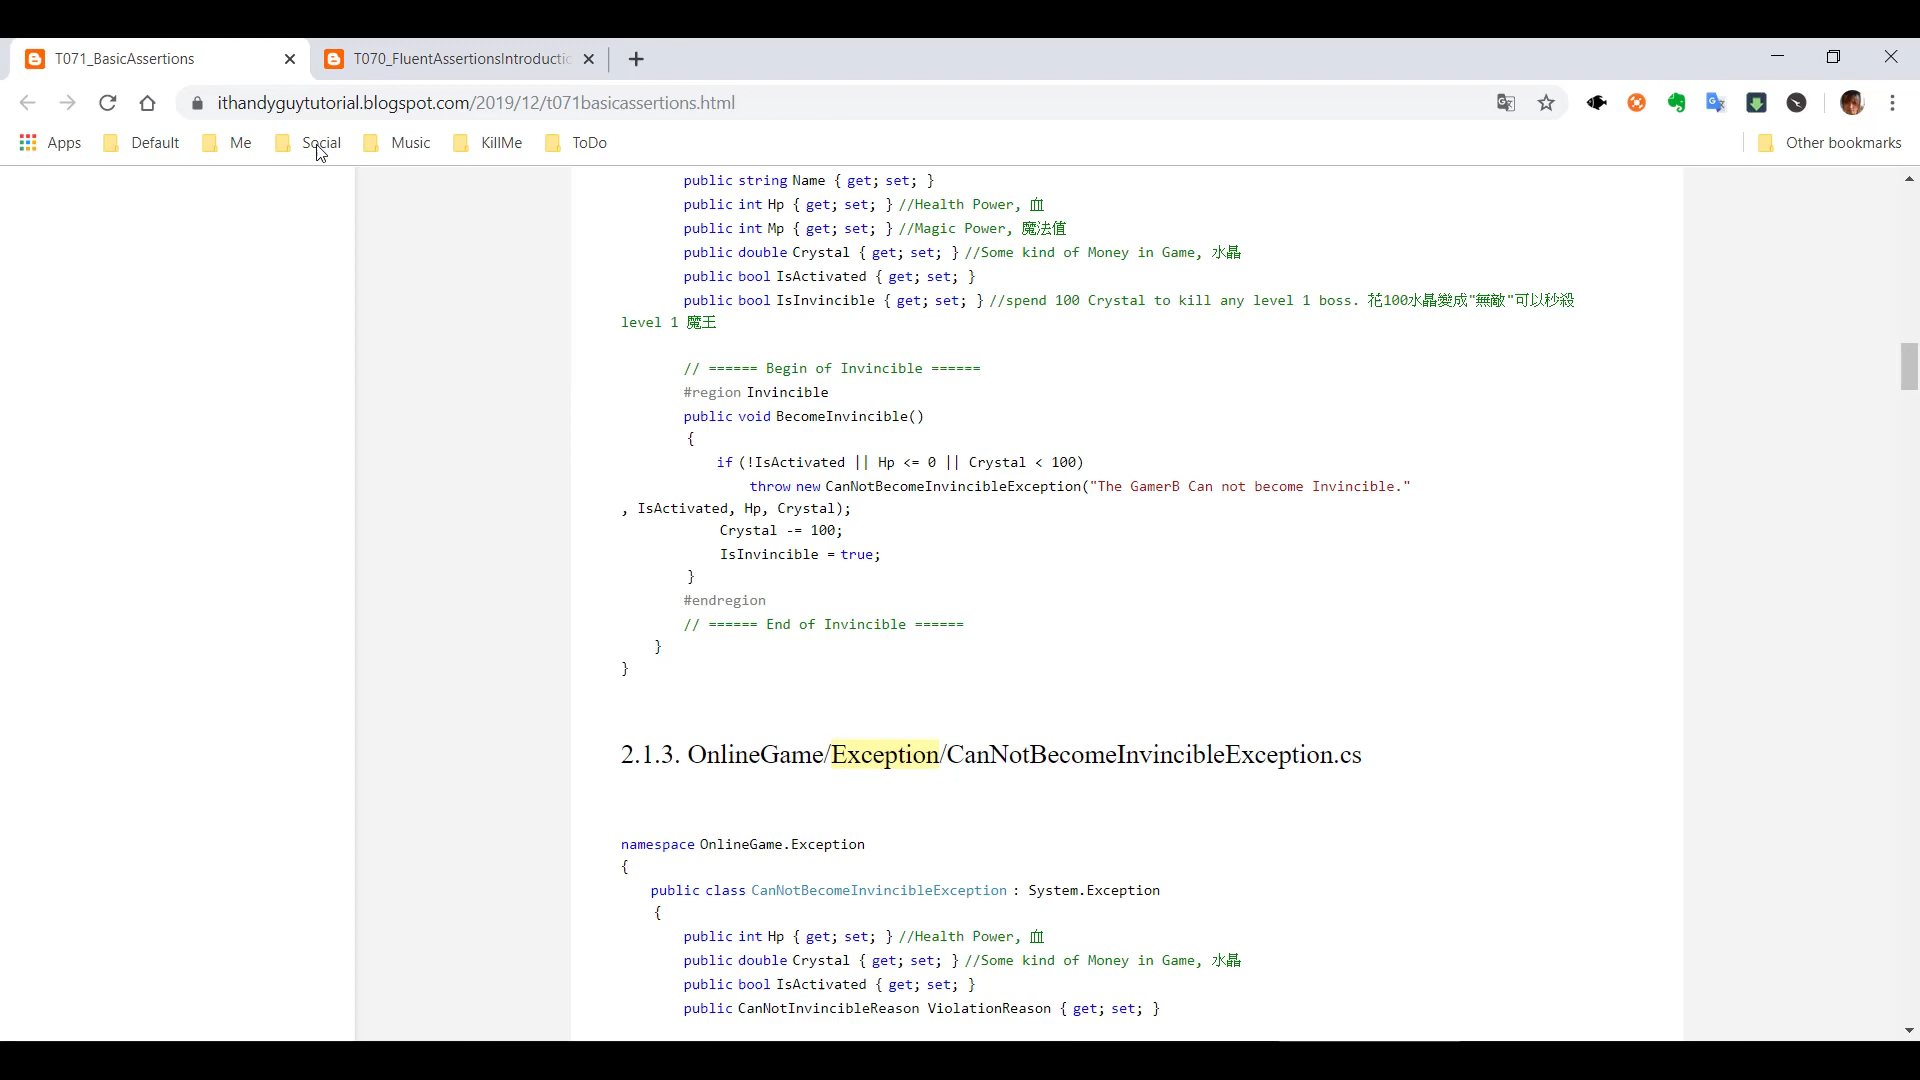 T071_BasicAssertions
T070_FluentAssertionsIntroductic
ithandyguytutorial.blogspot.com/2019/12/t071basicassertions.html
Apps Default Me Social Music KillMe ToDo Other bookmarks
public string Name { get; set; }
public int Hp { get; set; } //Health Power, 血
public int Mp { get; set; } //Magic Power, 魔法值
public double Crystal { get; set; } //Some kind of Money in Game, 水晶
public bool IsActivated { get; set; }
public bool IsInvincible { get; set; } //spend 100 Crystal to kill any level 1 boss. 花100水晶變成"無敵"可以秒殺
level 1 魔王
// ====== Begin of Invincible ======
#region Invincible
public void BecomeInvincible()
{
if (!IsActivated || Hp <= 0 || Crystal < 100)
throw new CanNotBecomeInvincibleException("The GamerB Can not become Invincible."
, IsActivated, Hp, Crystal);
Crystal -= 100;
IsInvincible = true;
}
#endregion
// ====== End of Invincible ======
}
}
2.1.3. OnlineGame/Exception/CanNotBecomeInvincibleException.cs
namespace OnlineGame.Exception
{
public class CanNotBecomeInvincibleException : System.Exception
{
public int Hp { get; set; } //Health Power, 血
public double Crystal { get; set; } //Some kind of Money in Game, 水晶
public bool IsActivated { get; set; }
public CanNotInvincibleReason ViolationReason { get; set; }